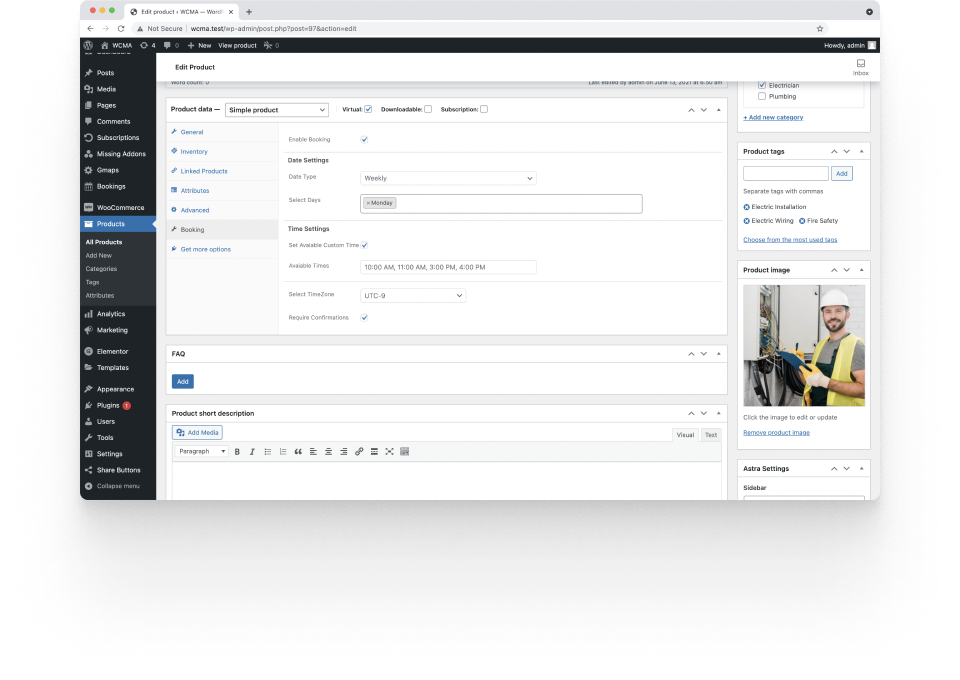 Edit product ‹ WCMA — Word
Not Secure | wcma.test/wp-admin/post.php?post=97&action=edit
WCMA 4 0 New View product 0 Howdy, admin
Dashboard
Posts
Media
Pages
Comments
Subscriptions
Missing Addons
Gmaps
Bookings
WooCommerce
Products
All Products
Add New
Categories
Tags
Attributes
Analytics
Marketing
Elementor
Templates
Appearance
Plugins 1
Users
Tools
Settings
Share Buttons
Collapse menu
Edit Product
Inbox
Word count: 0 Last edited by admin on June 13, 2021 at 6:50 am
Product data — Simple product Virtual: Downloadable: Subscription:
General
Inventory
Linked Products
Attributes
Advanced
Booking
Get more options
Enable Booking
Date Settings
Date Type Weekly
Select Days × Monday
Time Settings
Set Avaiable Custom Time
Avaiable Times 10:00 AM, 11:00 AM, 3:00 PM, 4:00 PM
Select TimeZone UTC-9
Require Confirmations
FAQ
Add
Product short description
Add Media Visual Text
Paragraph B I
Electrician
Plumbing
+ Add new category
Product tags
Add
Separate tags with commas
Electric Installation
Electric Wiring Fire Safety
Choose from the most used tags
Product image
Click the image to edit or update
Remove product image
Astra Settings
Sidebar